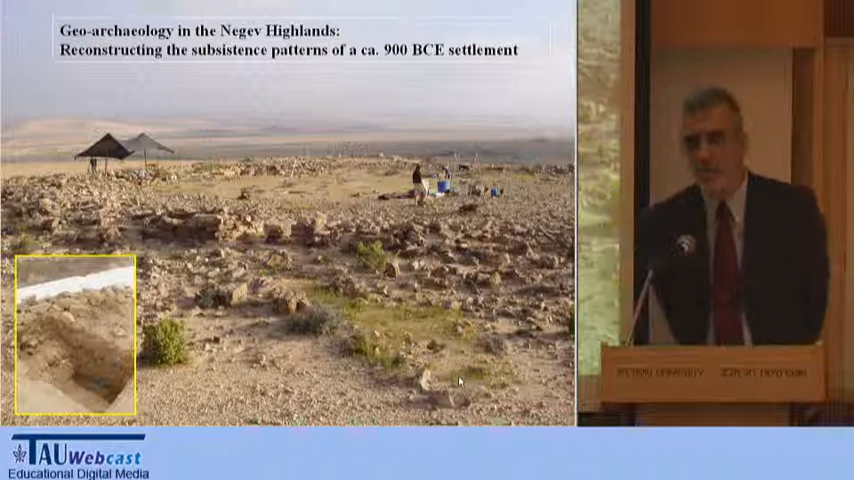 Geo-archaeology in the Negev Highlands:
Reconstructing the subsistence patterns of a ca. 900 BCE settlement
TAUWebcast
Educational Digital Media